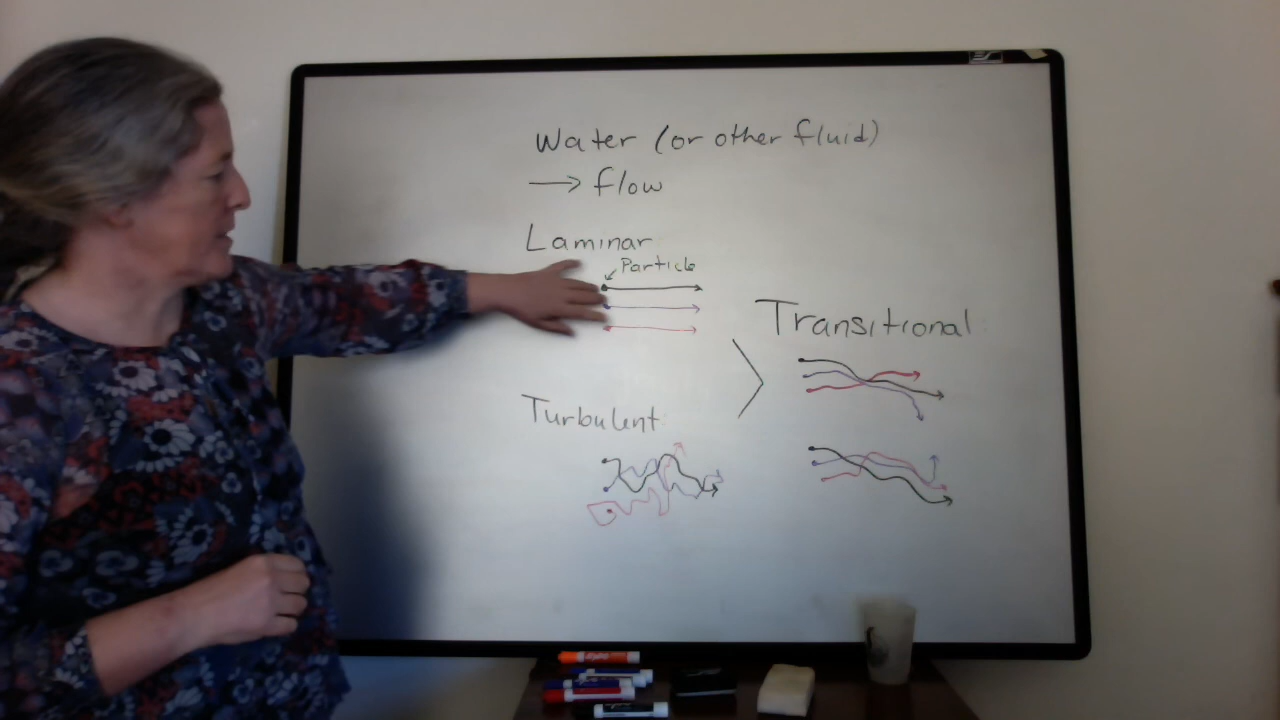 Water (or other fluid)
→ flow
Laminar
Particle
Transitional
Turbulent